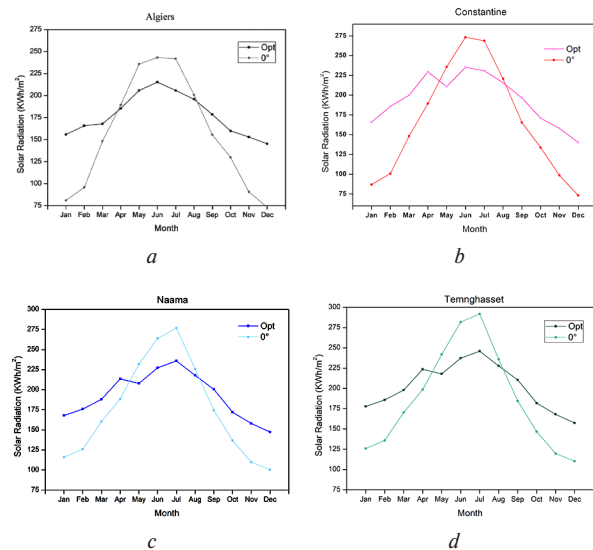 Algiers
Solar Radiation (KWh/m²)
275
250
225
200
175
150
125
100
75
Opt
0°
Jan Feb Mar Apr May Jun Jul Aug Sep Oct Nov Dec
Month
a
Constantine
Solar Radiation (KWh/m²)
275
250
225
200
175
150
125
100
75
Opt
0°
Jan Feb Mar Apr May Jun Jul Aug Sep Oct Nov Dec
Month
b
Naama
Solar Radiation (KWh/m²)
300
275
250
225
200
175
150
125
100
75
Opt
0°
Jan Feb Mar Apr May Jun Jul Aug Sep Oct Nov Dec
Month
c
Temnghasset
Solar Radiation (KWh/m²)
300
275
250
225
200
175
150
125
100
75
Opt
0°
Jan Feb Mar Apr May Jun Jul Aug Sep Oct Nov Dec
Month
d